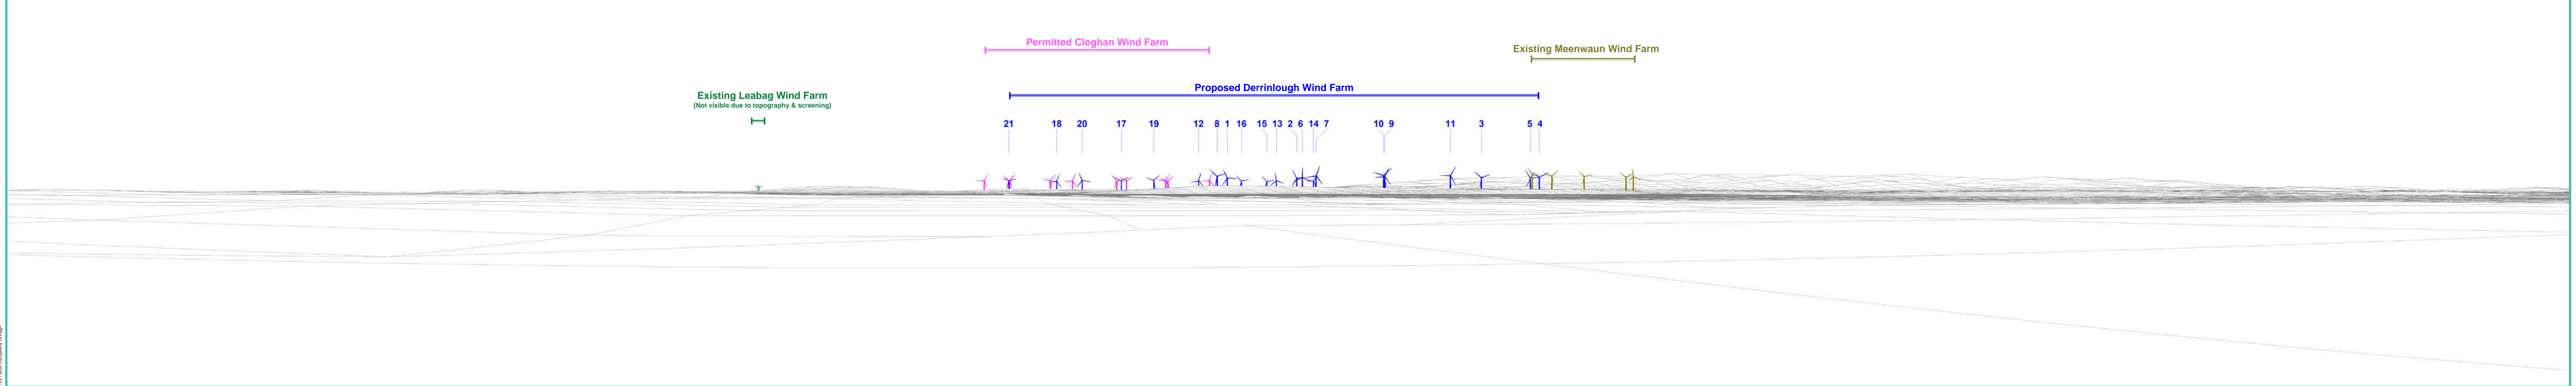 Permitted Cloghan Wind Farm
Existing Meenwaun Wind Farm
Proposed Derrinlough Wind Farm
Existing Leabag Wind Farm
(Not visible due to topography & screening)
21 18 20 17 19 12 8 1 16 15 13 2 6 14 7 10 9 11 3 5 4